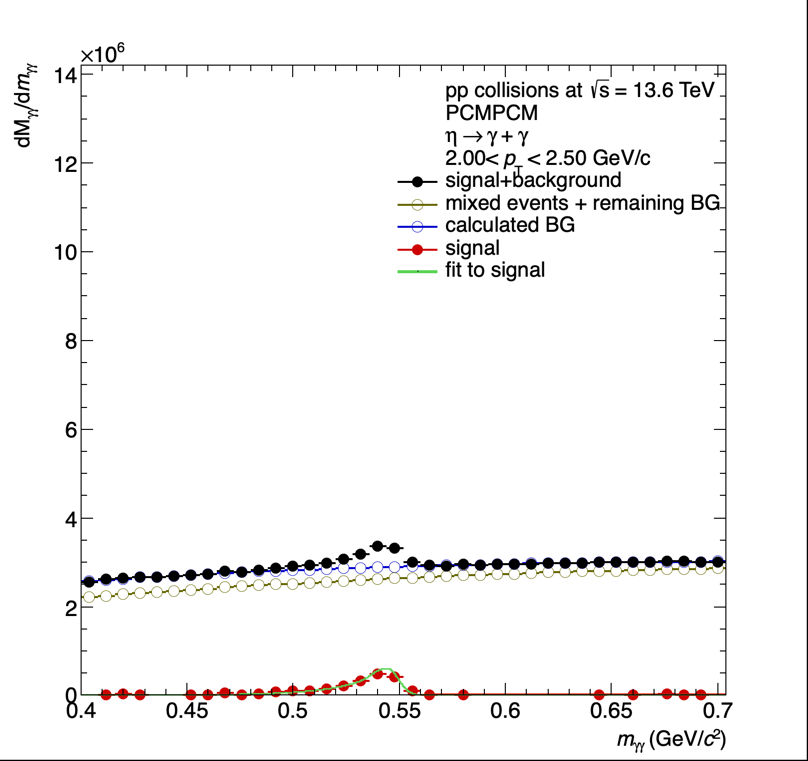 ×10⁶
dM_γγ/dm_γγ
14
12
10
8
6
4
2
0
pp collisions at √s = 13.6 TeV
PCMPCM
η → γ + γ
2.00< p_T < 2.50 GeV/c
signal+background
mixed events + remaining BG
calculated BG
signal
fit to signal
0.4 0.45 0.5 0.55 0.6 0.65 0.7
m_γγ (GeV/c²)